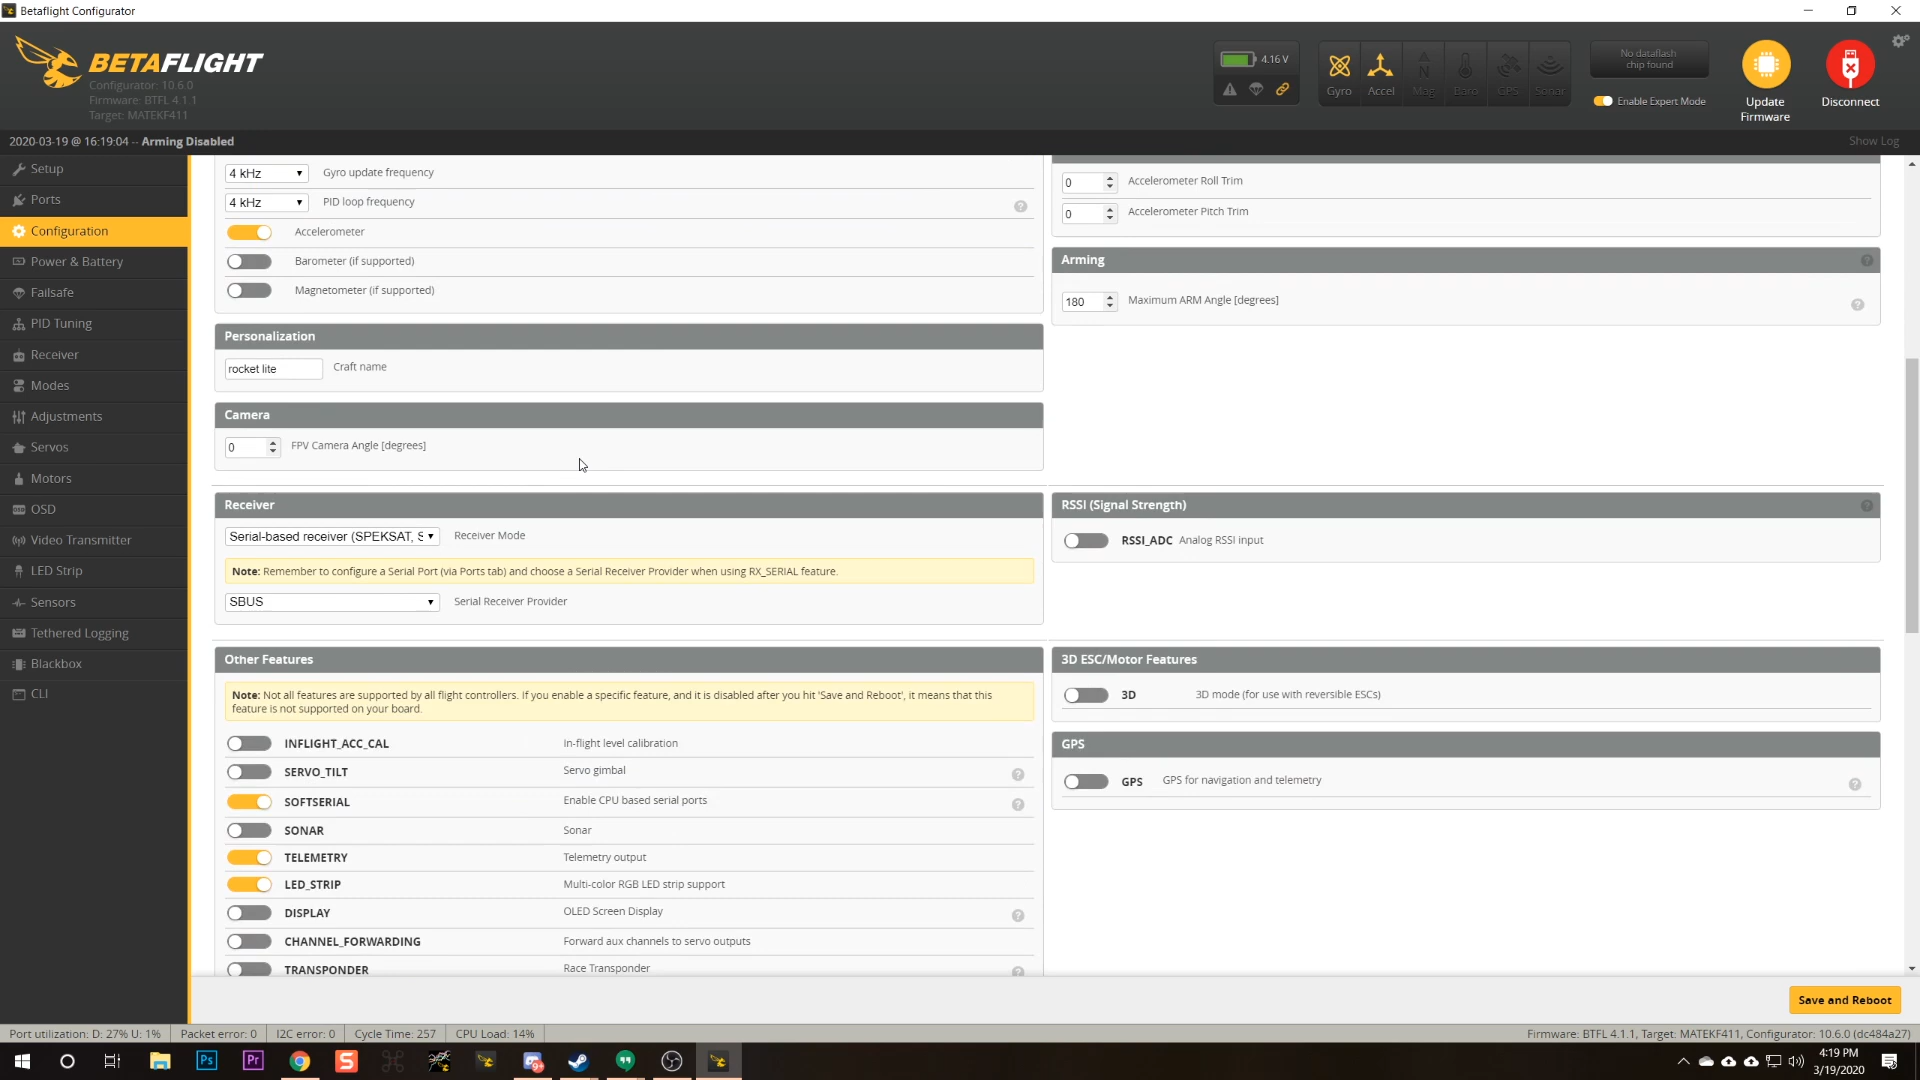 Betaflight Configurator
BETAFLIGHT
Configurator: 10.6.0
Firmware: BTFL 4.1.1
Target: MATEKF411
4.16 V
Gyro
Accel
Mag
Baro
GPS
Sonar
No dataflash
chip found
Enable Expert Mode
Update
Firmware
Disconnect
2020-03-19 @ 16:19:04 -- Arming Disabled
Show Log
Setup
Ports
Configuration
Power & Battery
Failsafe
PID Tuning
Receiver
Modes
Adjustments
Servos
Motors
OSD
Video Transmitter
LED Strip
Sensors
Tethered Logging
Blackbox
CLI
4 kHz Gyro update frequency
4 kHz PID loop frequency
Accelerometer
Barometer (if supported)
Magnetometer (if supported)
0 Accelerometer Roll Trim
0 Accelerometer Pitch Trim
Arming
180 Maximum ARM Angle [degrees]
Personalization
rocket lite Craft name
Camera
0 FPV Camera Angle [degrees]
Receiver
Serial-based receiver (SPEKSAT, S Receiver Mode
Note: Remember to configure a Serial Port (via Ports tab) and choose a Serial Receiver Provider when using RX_SERIAL feature.
SBUS Serial Receiver Provider
RSSI (Signal Strength)
RSSI_ADC Analog RSSI input
Other Features
Note: Not all features are supported by all flight controllers. If you enable a specific feature, and it is disabled after you hit 'Save and Reboot', it means that this
feature is not supported on your board.
INFLIGHT_ACC_CAL In-flight level calibration
SERVO_TILT Servo gimbal
SOFTSERIAL Enable CPU based serial ports
SONAR Sonar
TELEMETRY Telemetry output
LED_STRIP Multi-color RGB LED strip support
DISPLAY OLED Screen Display
CHANNEL_FORWARDING Forward aux channels to servo outputs
TRANSPONDER Race Transponder
3D ESC/Motor Features
3D 3D mode (for use with reversible ESCs)
GPS
GPS GPS for navigation and telemetry
Save and Reboot
Port utilization: D: 27% U: 1% Packet error: 0 I2C error: 0 Cycle Time: 257 CPU Load: 14%
Firmware: BTFL 4.1.1, Target: MATEKF411, Configurator: 10.6.0 (dc484a27)
Ps
Pr
S
9+
4:19 PM
3/19/2020